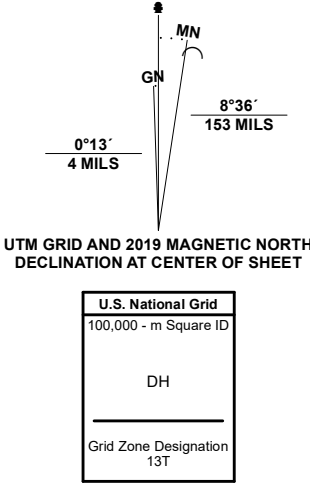 MN
GN
8°36´
153 MILS
0°13´
4 MILS
UTM GRID AND 2019 MAGNETIC NORTH
DECLINATION AT CENTER OF SHEET
U.S. National Grid
100,000 - m Square ID
DH
Grid Zone Designation
13T